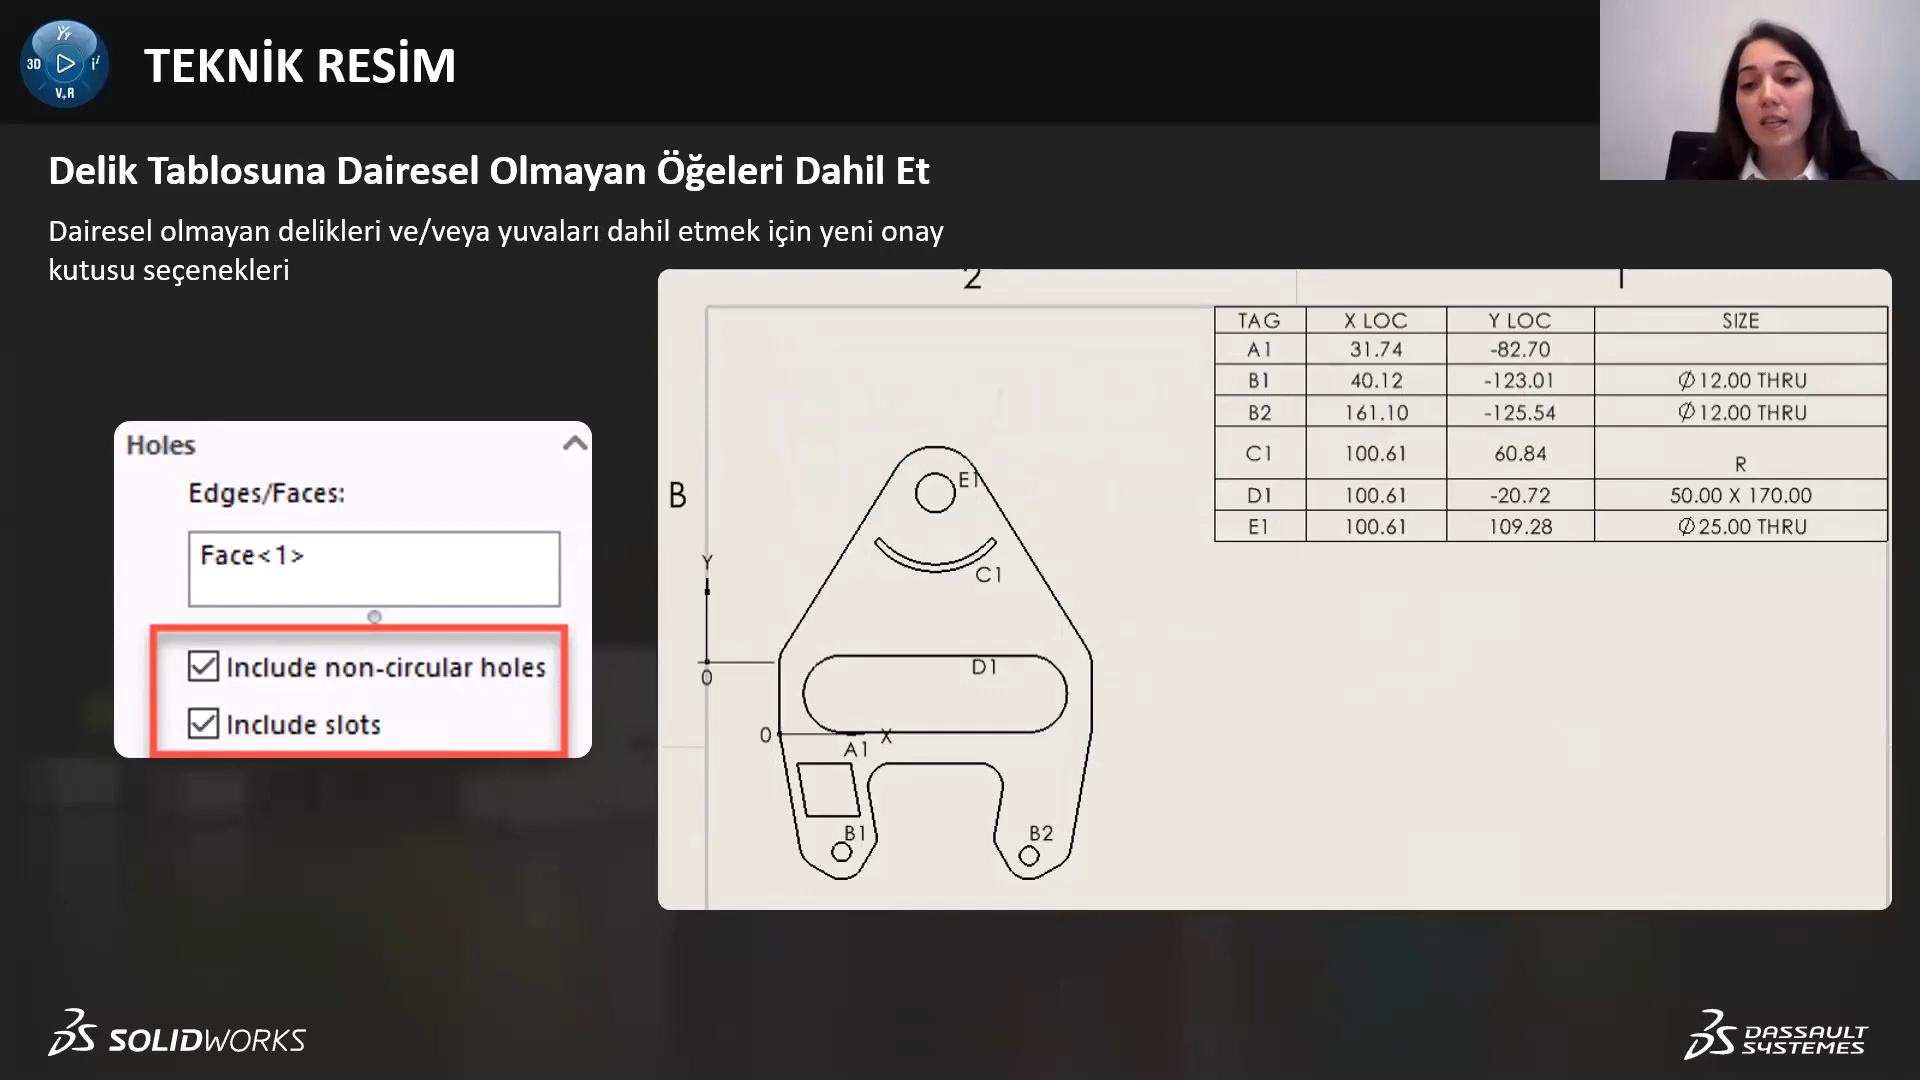 3D
V+R
TEKNİK RESİM
Delik Tablosuna Dairesel Olmayan Öğeleri Dahil Et
Dairesel olmayan delikleri ve/veya yuvaları dahil etmek için yeni onay
kutusu seçenekleri
Holes
Edges/Faces:
Face<1>
Include non-circular holes
Include slots
2
1
B
TAG X LOC Y LOC SIZE
A1 31.74 -82.70
B1 40.12 -123.01 ∅12.00 THRU
B2 161.10 -125.54 ∅12.00 THRU
C1 100.61 60.84 R
D1 100.61 -20.72 50.00 X 170.00
E1 100.61 109.28 ∅25.00 THRU
E1
C1
Y
0
D1
0
X
A1
B1
B2
SOLIDWORKS
DASSAULT
SYSTEMES